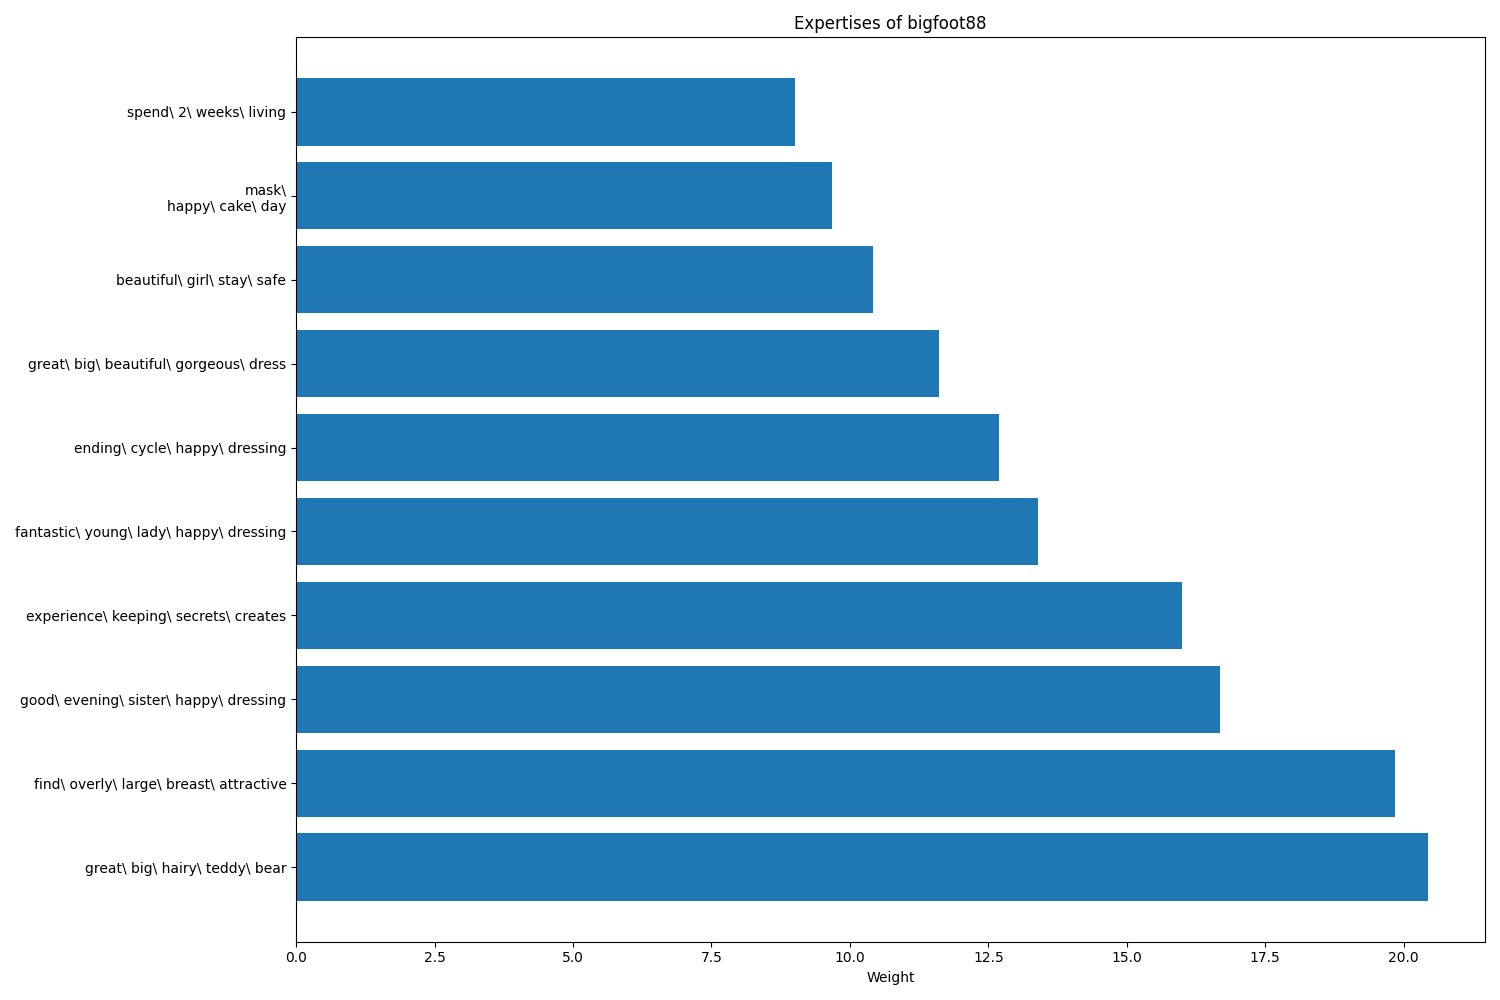 Expertises of bigfoot88
spend\ 2\ weeks\ living
mask\
happy\ cake\ day
beautiful\ girl\ stay\ safe
great\ big\ beautiful\ gorgeous\ dress
ending\ cycle\ happy\ dressing
fantastic\ young\ lady\ happy\ dressing
experience\ keeping\ secrets\ creates
good\ evening\ sister\ happy\ dressing
find\ overly\ large\ breast\ attractive
great\ big\ hairy\ teddy\ bear
0.0 2.5 5.0 7.5 10.0 12.5 15.0 17.5 20.0
Weight